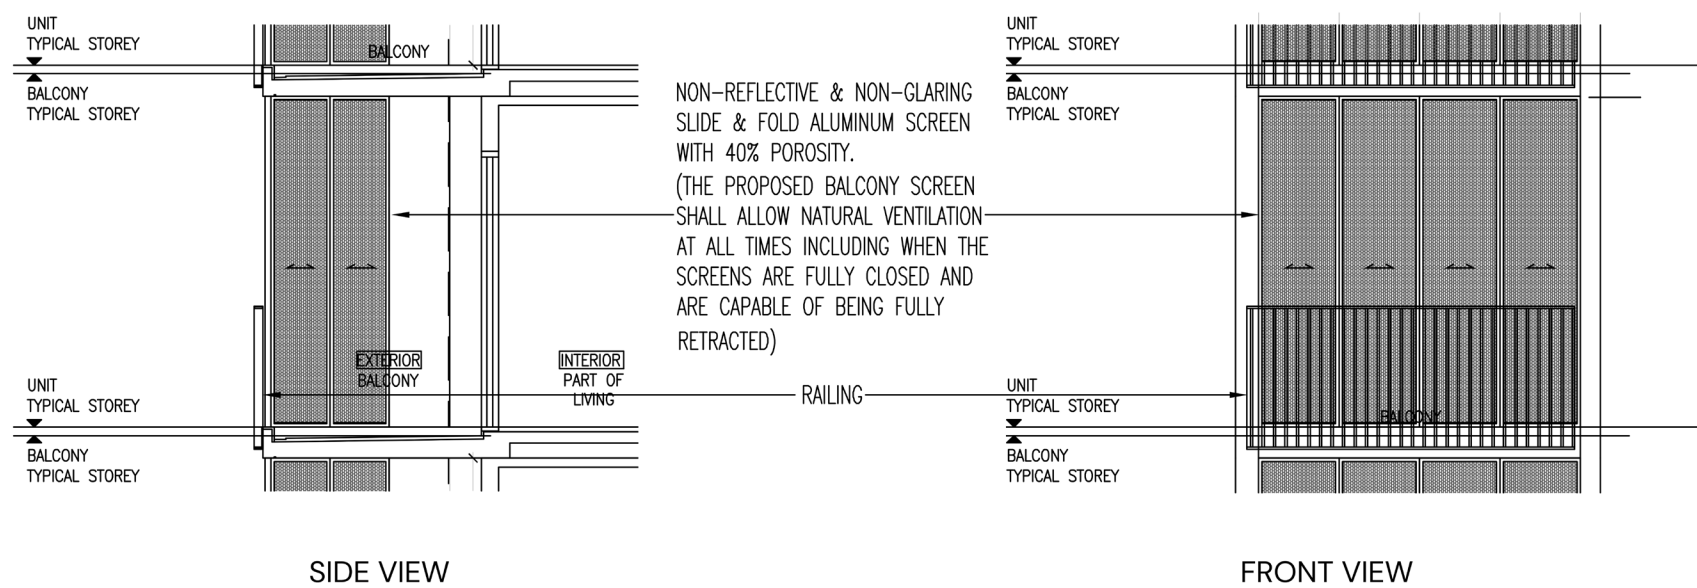 UNIT
TYPICAL STOREY
BALCONY
BALCONY
TYPICAL STOREY
NON-REFLECTIVE & NON-GLARING
SLIDE & FOLD ALUMINUM SCREEN
WITH 40% POROSITY.
(THE PROPOSED BALCONY SCREEN
SHALL ALLOW NATURAL VENTILATION
AT ALL TIMES INCLUDING WHEN THE
SCREENS ARE FULLY CLOSED AND
ARE CAPABLE OF BEING FULLY
RETRACTED)
EXTERIOR
BALCONY
INTERIOR
PART OF
LIVING
RAILING
UNIT
TYPICAL STOREY
BALCONY
TYPICAL STOREY
SIDE VIEW
UNIT
TYPICAL STOREY
BALCONY
TYPICAL STOREY
UNIT
TYPICAL STOREY
BALCONY
BALCONY
TYPICAL STOREY
FRONT VIEW